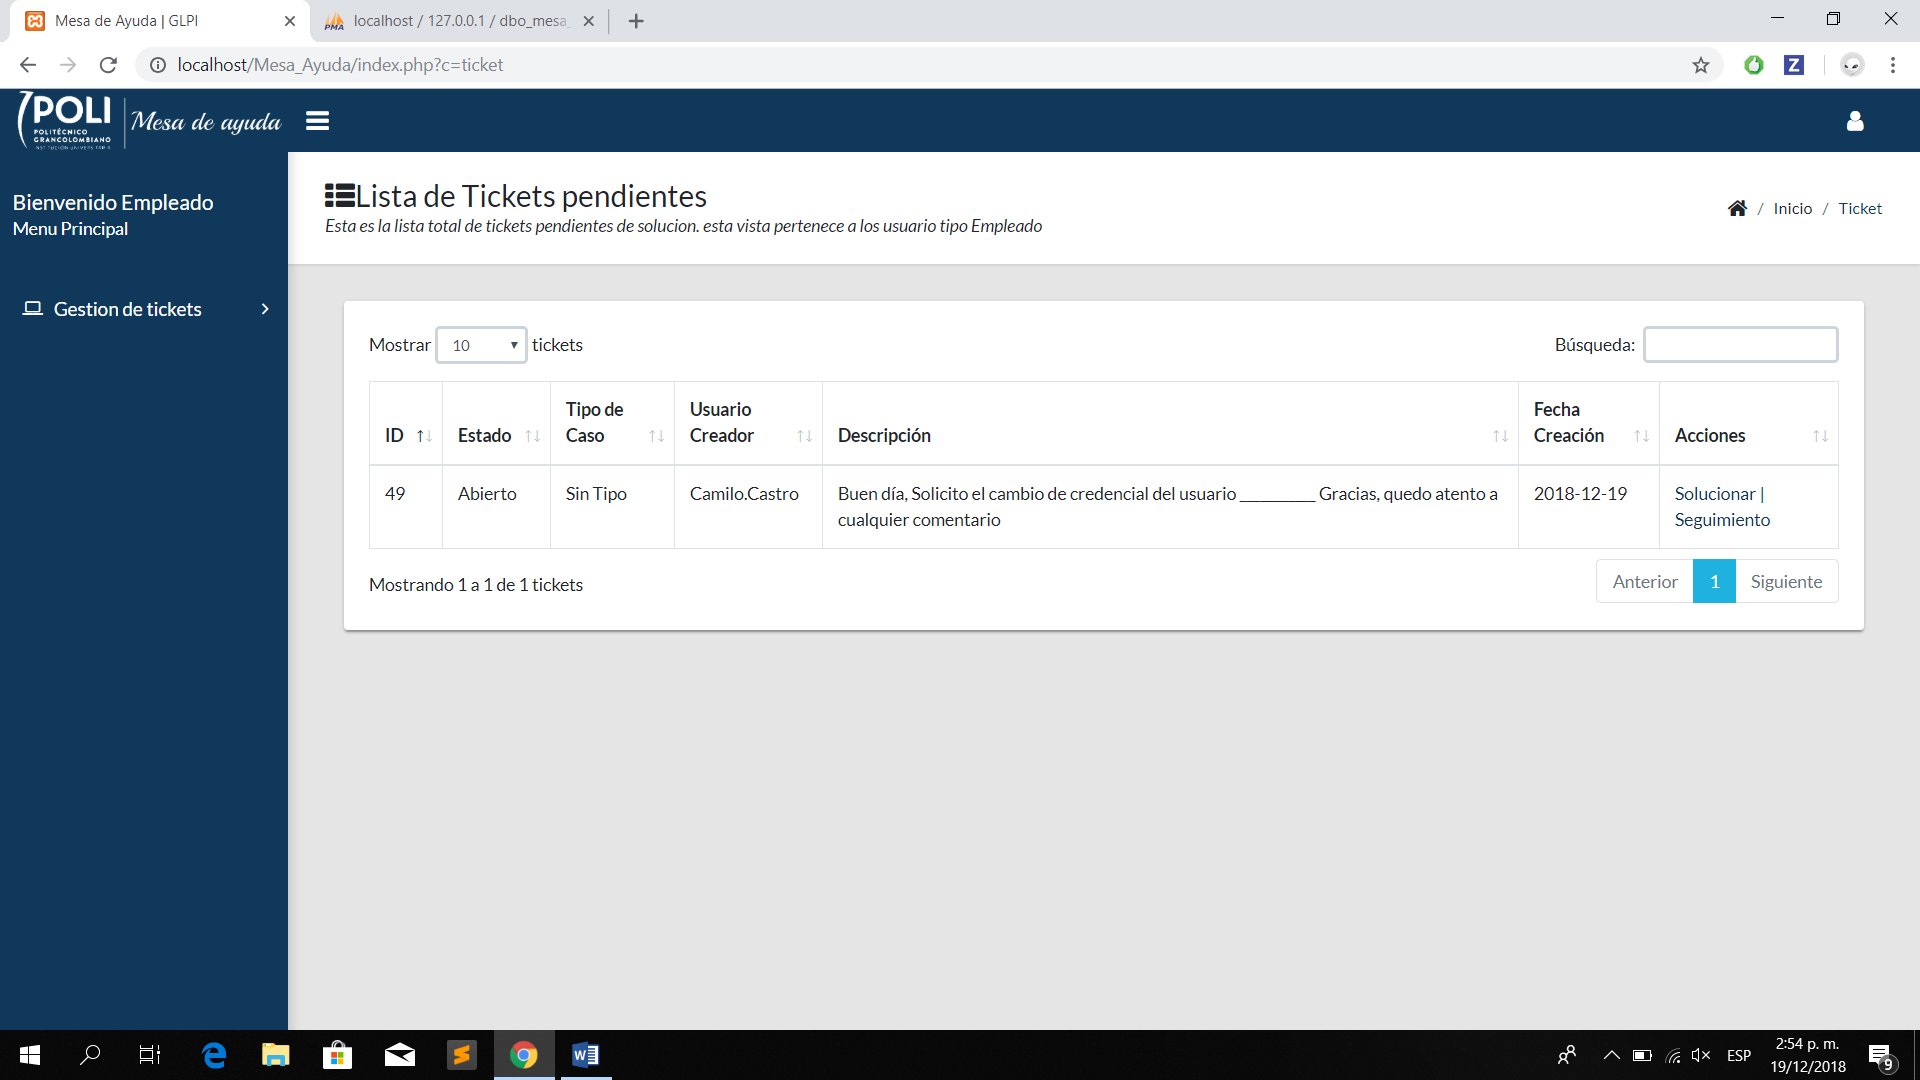 Mesa de Ayuda | GLPI
localhost / 127.0.0.1 / dbo_mesa_
localhost/Mesa_Ayuda/index.php?c=ticket
POLI
POLITÉCNICO
GRANCOLOMBIANO
Mesa de ayuda
Bienvenido Empleado
Menu Principal
Gestion de tickets
Lista de Tickets pendientes
Esta es la lista total de tickets pendientes de solucion. esta vista pertenece a los usuario tipo Empleado
/ Inicio / Ticket
Mostrar 10 tickets
Búsqueda:
ID Estado Tipo de Caso Usuario Creador Descripción Fecha Creación Acciones
49 Abierto Sin Tipo Camilo.Castro Buen día, Solicito el cambio de credencial del usuario __________ Gracias, quedo atento a 2018-12-19 Solucionar |
cualquier comentario Seguimiento
Mostrando 1 a 1 de 1 tickets
Anterior 1 Siguiente
ESP
2:54 p. m.
19/12/2018
9